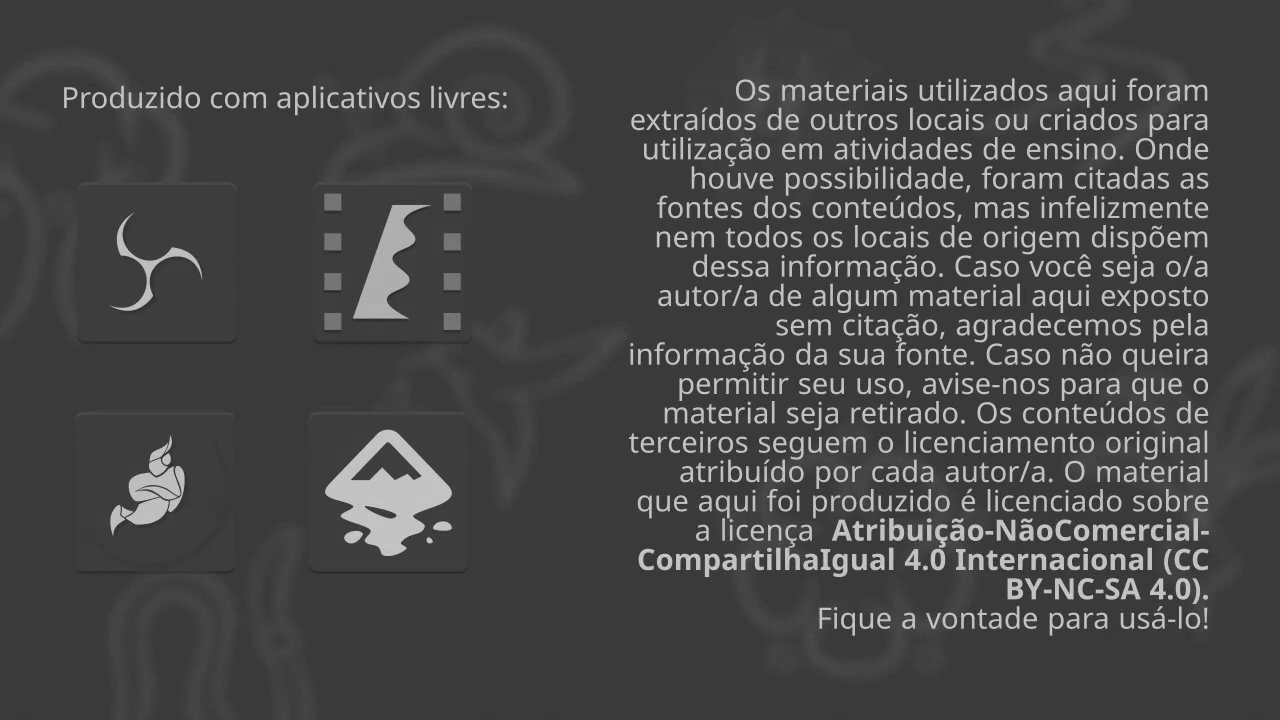 Produzido com aplicativos livres:
Os materiais utilizados aqui foram
extraídos de outros locais ou criados para
utilização em atividades de ensino. Onde
houve possibilidade, foram citadas as
fontes dos conteúdos, mas infelizmente
nem todos os locais de origem dispõem
dessa informação. Caso você seja o/a
autor/a de algum material aqui exposto
sem citação, agradecemos pela
informação da sua fonte. Caso não queira
permitir seu uso, avise-nos para que o
material seja retirado. Os conteúdos de
terceiros seguem o licenciamento original
atribuído por cada autor/a. O material
que aqui foi produzido é licenciado sobre
a licença Atribuição-NãoComercial-
CompartilhaIgual 4.0 Internacional (CC
BY-NC-SA 4.0).
Fique a vontade para usá-lo!